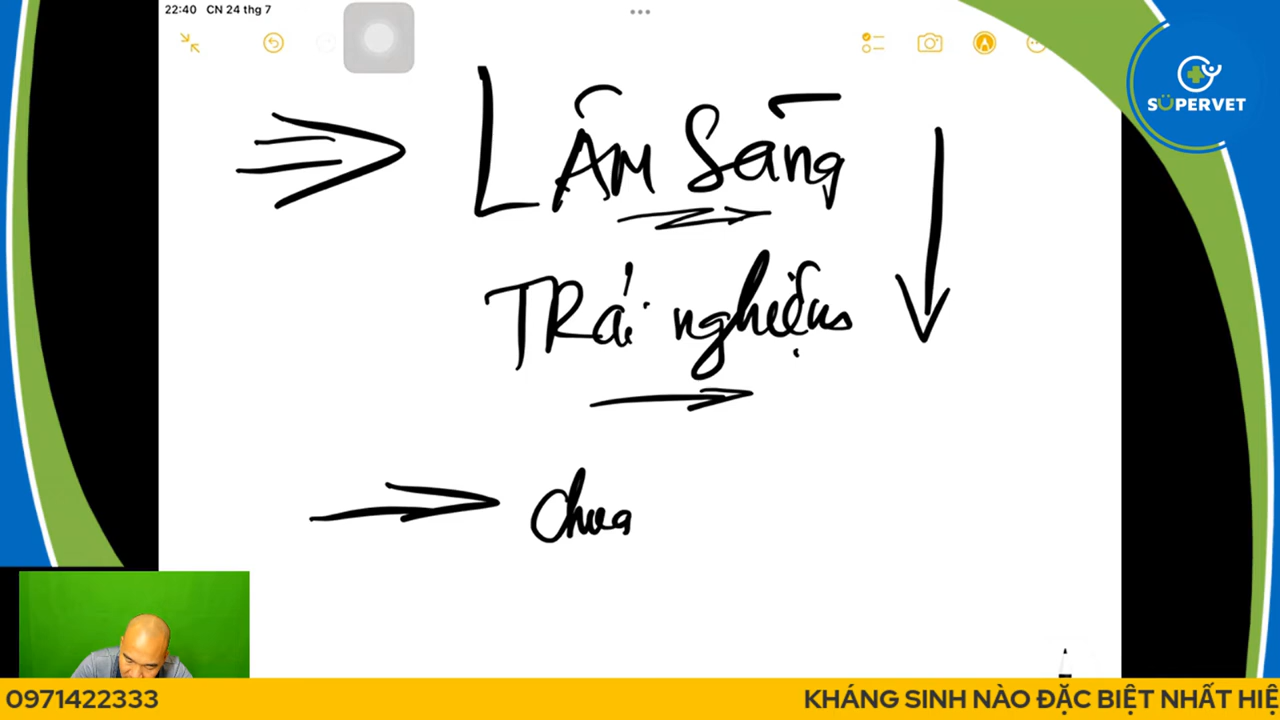 22:40 CN 24 thg 7
SÜPERVET
LÂM Sàng
TRải nghiệm
chưa
0971422333
KHÁNG SINH NÀO ĐẶC BIỆT NHẤT HIỆ